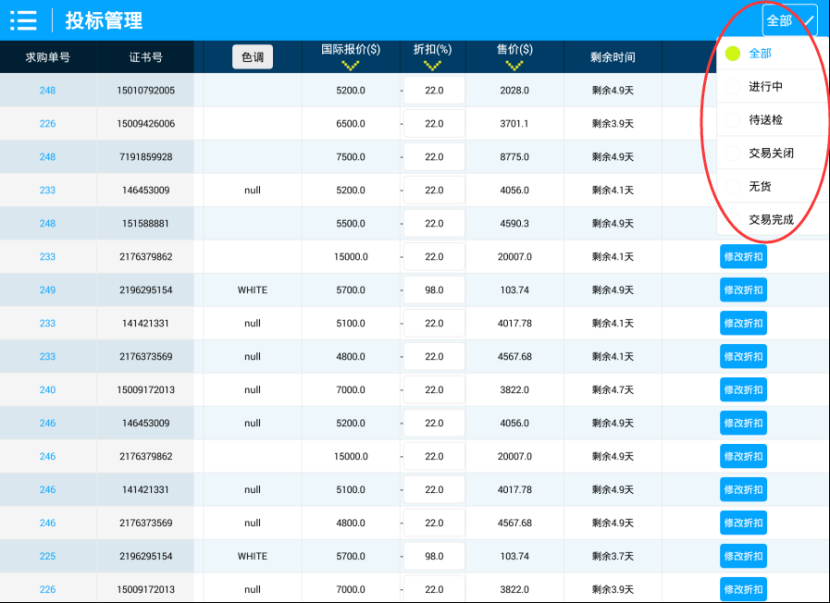 投标管理 全部
求购单号 证书号 色调 国际报价($) 折扣(%) 售价($) 剩余时间
全部
进行中
待送检
交易关闭
无货
交易完成
248 15010792005 5200.0 - 22.0 2028.0 剩余4.9天
226 15009426006 6500.0 - 22.0 3701.1 剩余3.9天
248 7191859928 7500.0 - 22.0 8775.0 剩余4.9天
233 146453009 null 5200.0 - 22.0 4056.0 剩余4.1天
248 151588881 5500.0 - 22.0 4590.3 剩余4.9天
233 2176379862 15000.0 - 22.0 20007.0 剩余4.1天 修改折扣
249 2196295154 WHITE 5700.0 - 98.0 103.74 剩余4.9天 修改折扣
233 141421331 null 5100.0 - 22.0 4017.78 剩余4.1天 修改折扣
233 2176373569 null 4800.0 - 22.0 4567.68 剩余4.1天 修改折扣
240 15009172013 null 7000.0 - 22.0 3822.0 剩余4.7天 修改折扣
246 146453009 null 5200.0 - 22.0 4056.0 剩余4.9天 修改折扣
246 2176379862 15000.0 - 22.0 20007.0 剩余4.9天 修改折扣
246 141421331 null 5100.0 - 22.0 4017.78 剩余4.9天 修改折扣
246 2176373569 null 4800.0 - 22.0 4567.68 剩余4.9天 修改折扣
225 2196295154 WHITE 5700.0 - 98.0 103.74 剩余3.7天 修改折扣
226 15009172013 null 7000.0 - 22.0 3822.0 剩余3.9天 修改折扣